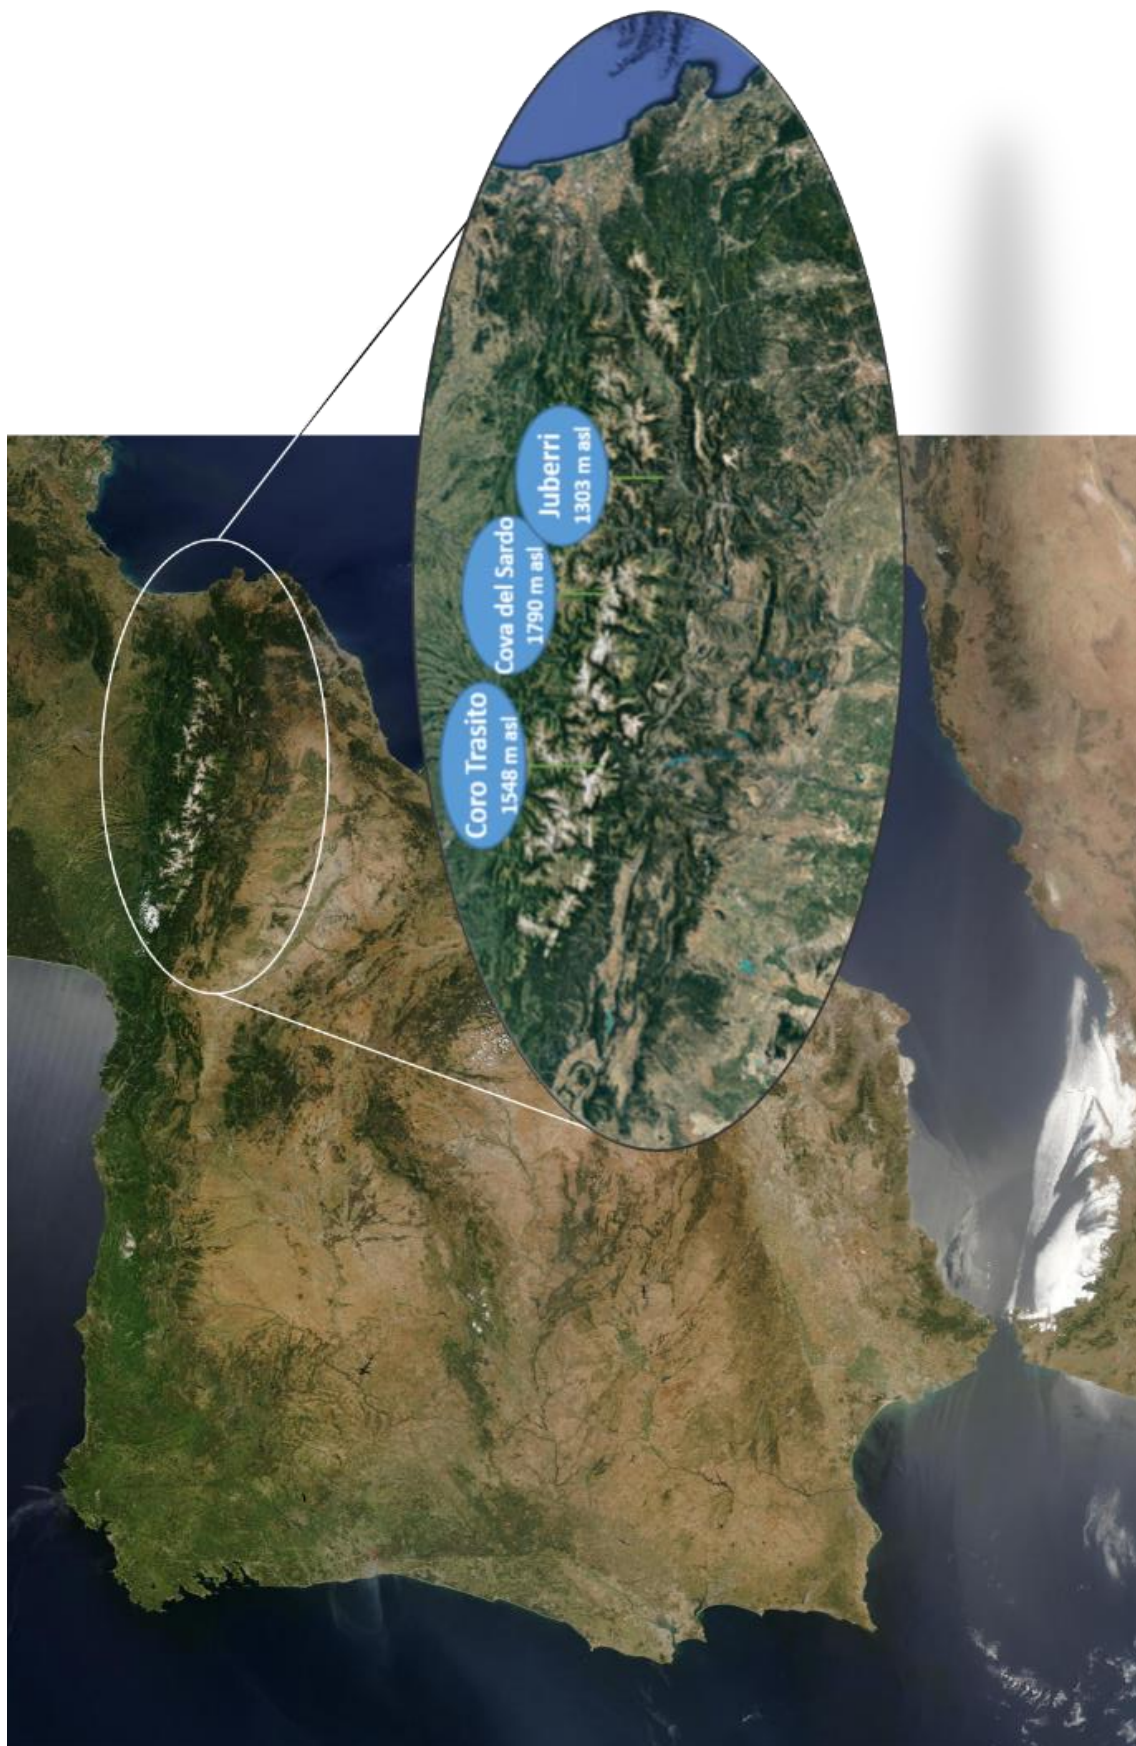 Coro Trasito
1548 m asl
Cova del Sardo
1790 m asl
Juberri
1303 m asl